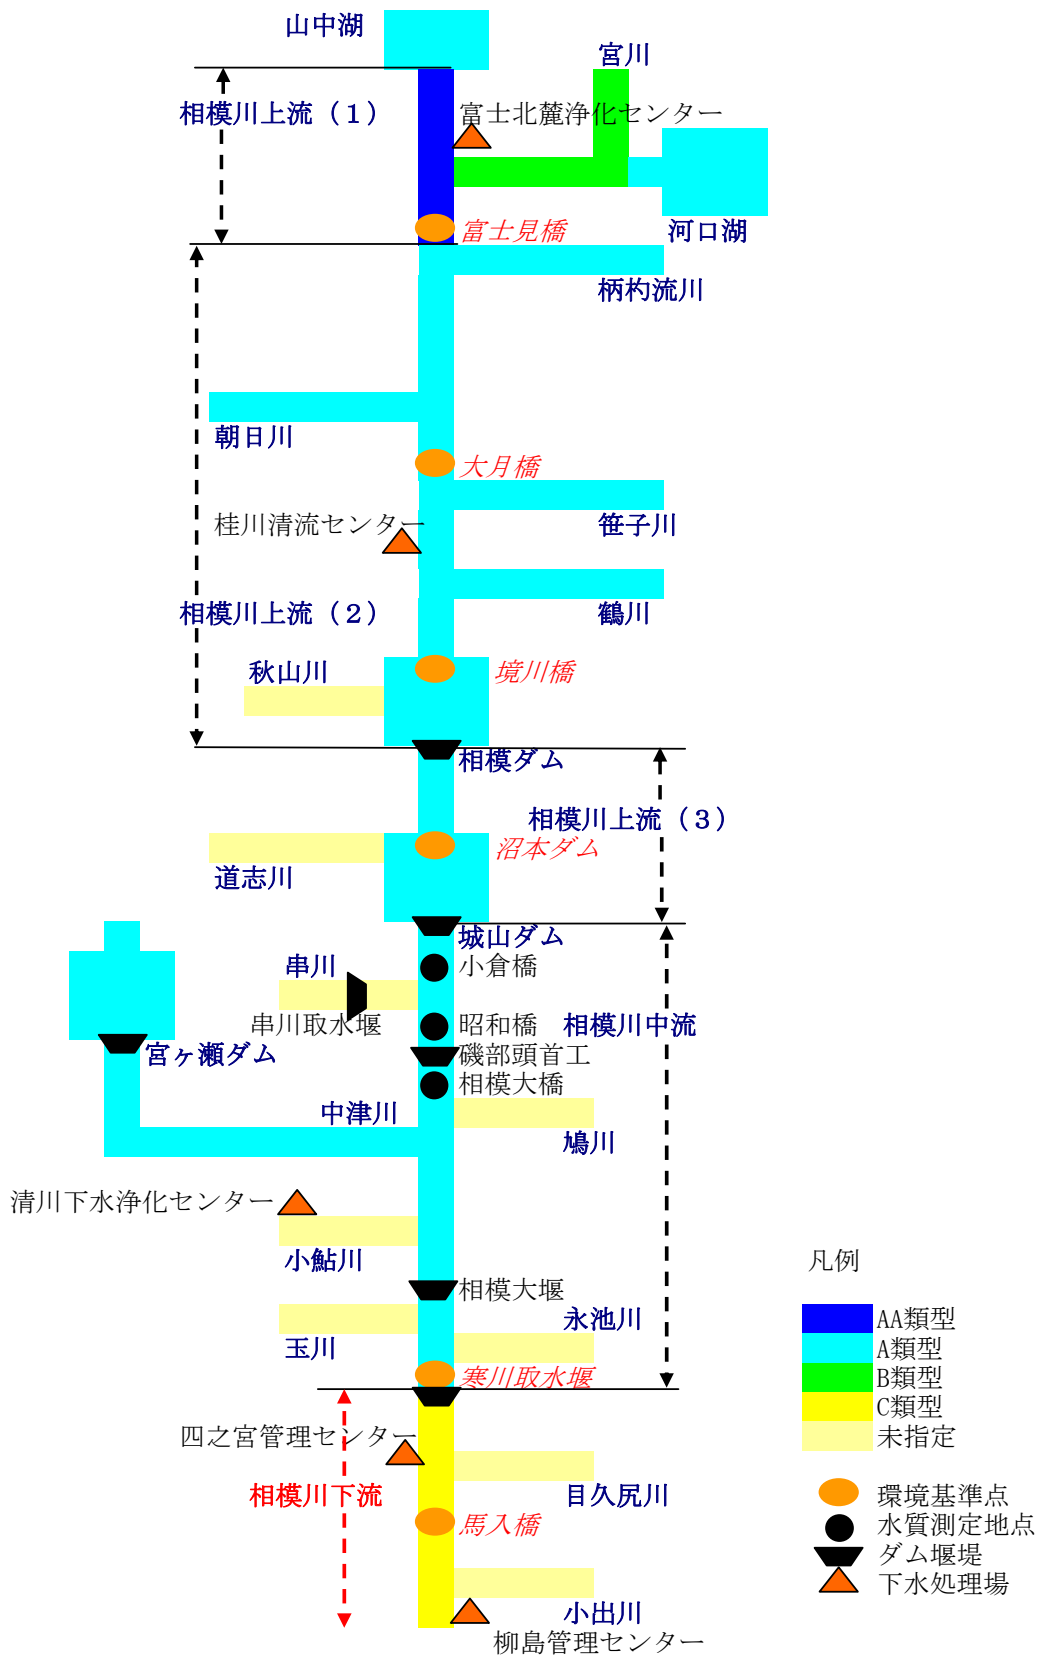 山中湖
宮川
相模川上流（1）
富士北麓浄化センター
富士見橋
河口湖
柄杓流川
朝日川
大月橋
桂川清流センター
笹子川
相模川上流（2）
鶴川
秋山川
境川橋
相模ダム
相模川上流（3）
沼本ダム
道志川
城山ダム
串川
小倉橋
串川取水堰
昭和橋
相模川中流
宮ヶ瀬ダム
磯部頭首工
相模大橋
中津川
鳩川
清川下水浄化センター
小鮎川
凡例
相模大堰
永池川
玉川
AA類型
A類型
B類型
C類型
未指定
寒川取水堰
四之宮管理センター
相模川下流
目久尻川
馬入橋
環境基準点
水質測定地点
ダム堰堤
下水処理場
小出川
柳島管理センター